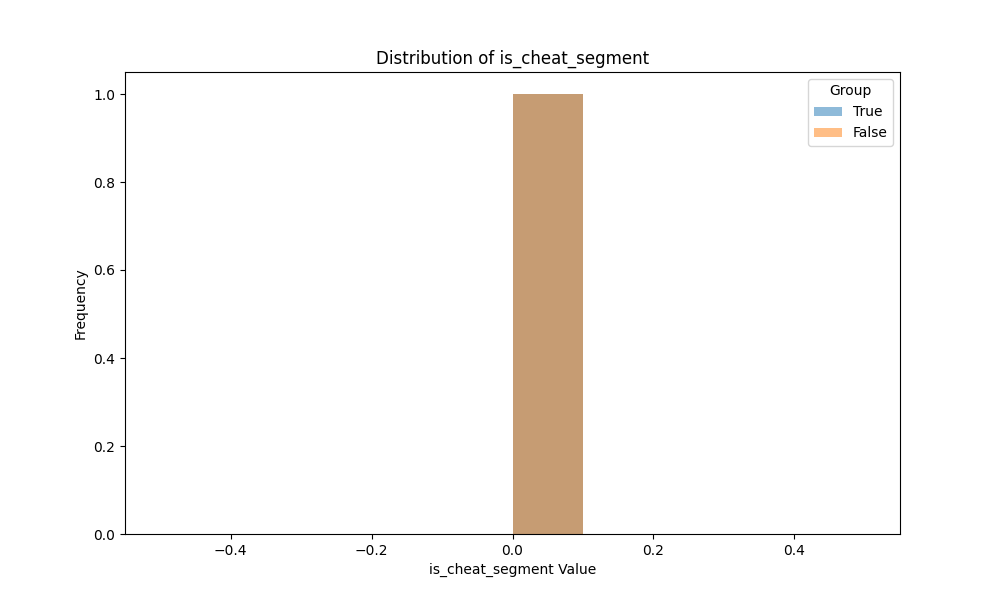 Distribution of is_cheat_segment
Group
True
False
1.0
0.8
0.6
0.4
0.2
0.0
Frequency
−0.4
−0.2
0.0
0.2
0.4
is_cheat_segment Value